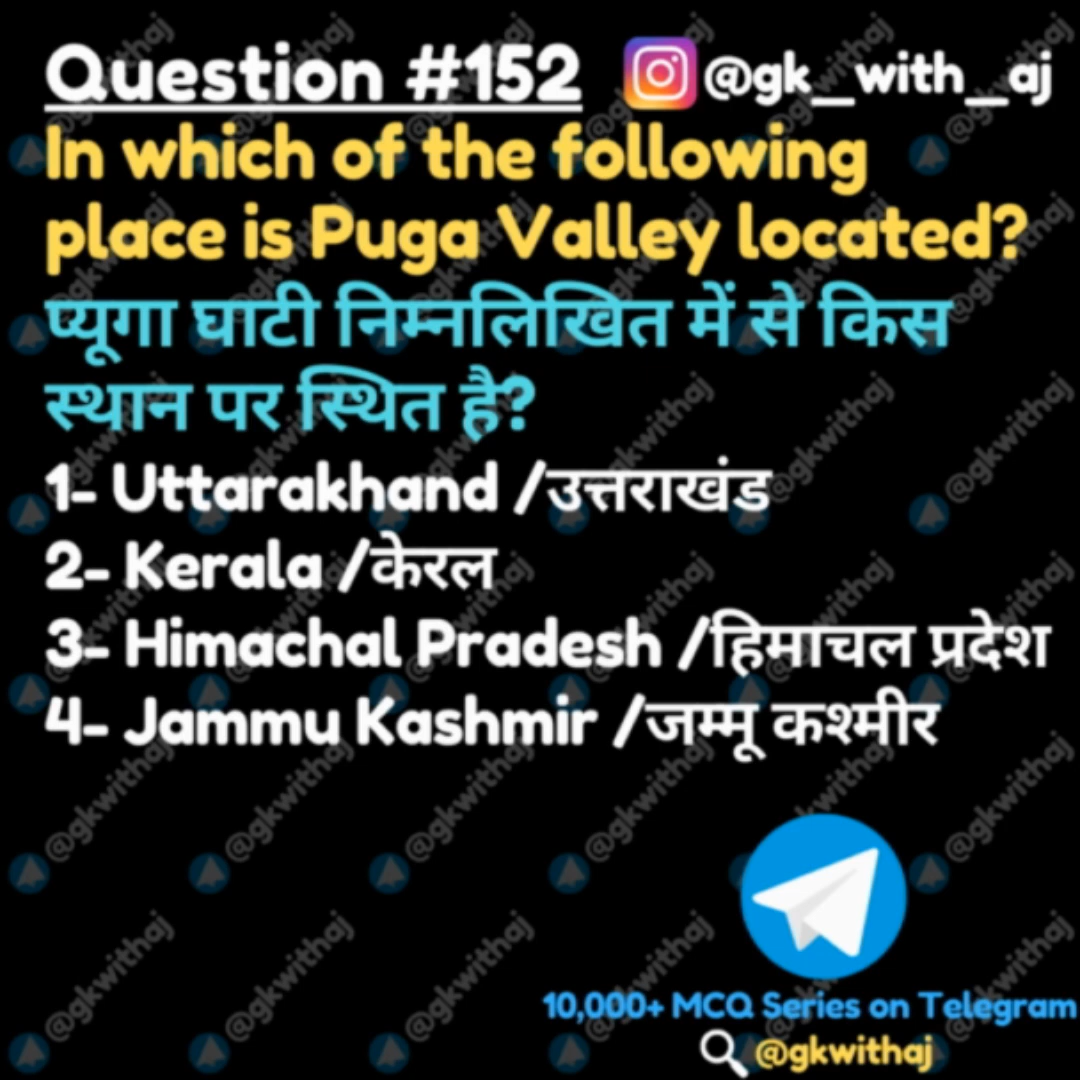 Question #152 @gk_with_aj
In which of the following
place is Puga Valley located?
प्यूगा घाटी निम्नलिखित में से किस
स्थान पर स्थित है?
1- Uttarakhand /उत्तराखंड
2- Kerala /केरल
3- Himachal Pradesh /हिमाचल प्रदेश
4- Jammu Kashmir /जम्मू कश्मीर
10,000+ MCQ Series on Telegram
@gkwithaj